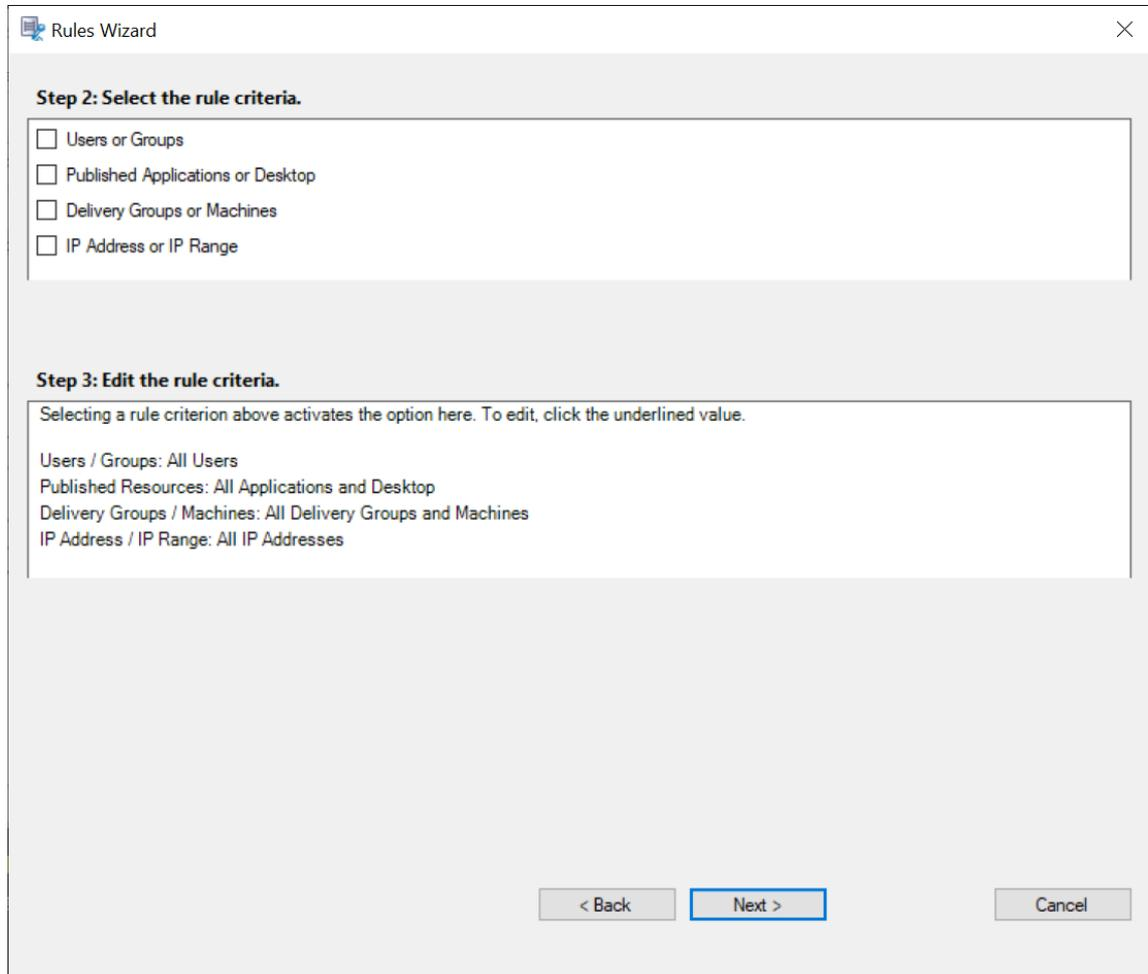 Rules Wizard
Step 2: Select the rule criteria.
Users or Groups
Published Applications or Desktop
Delivery Groups or Machines
IP Address or IP Range
Step 3: Edit the rule criteria.
Selecting a rule criterion above activates the option here. To edit, click the underlined value.
Users / Groups: All Users
Published Resources: All Applications and Desktop
Delivery Groups / Machines: All Delivery Groups and Machines
IP Address / IP Range: All IP Addresses
< Back Next > Cancel